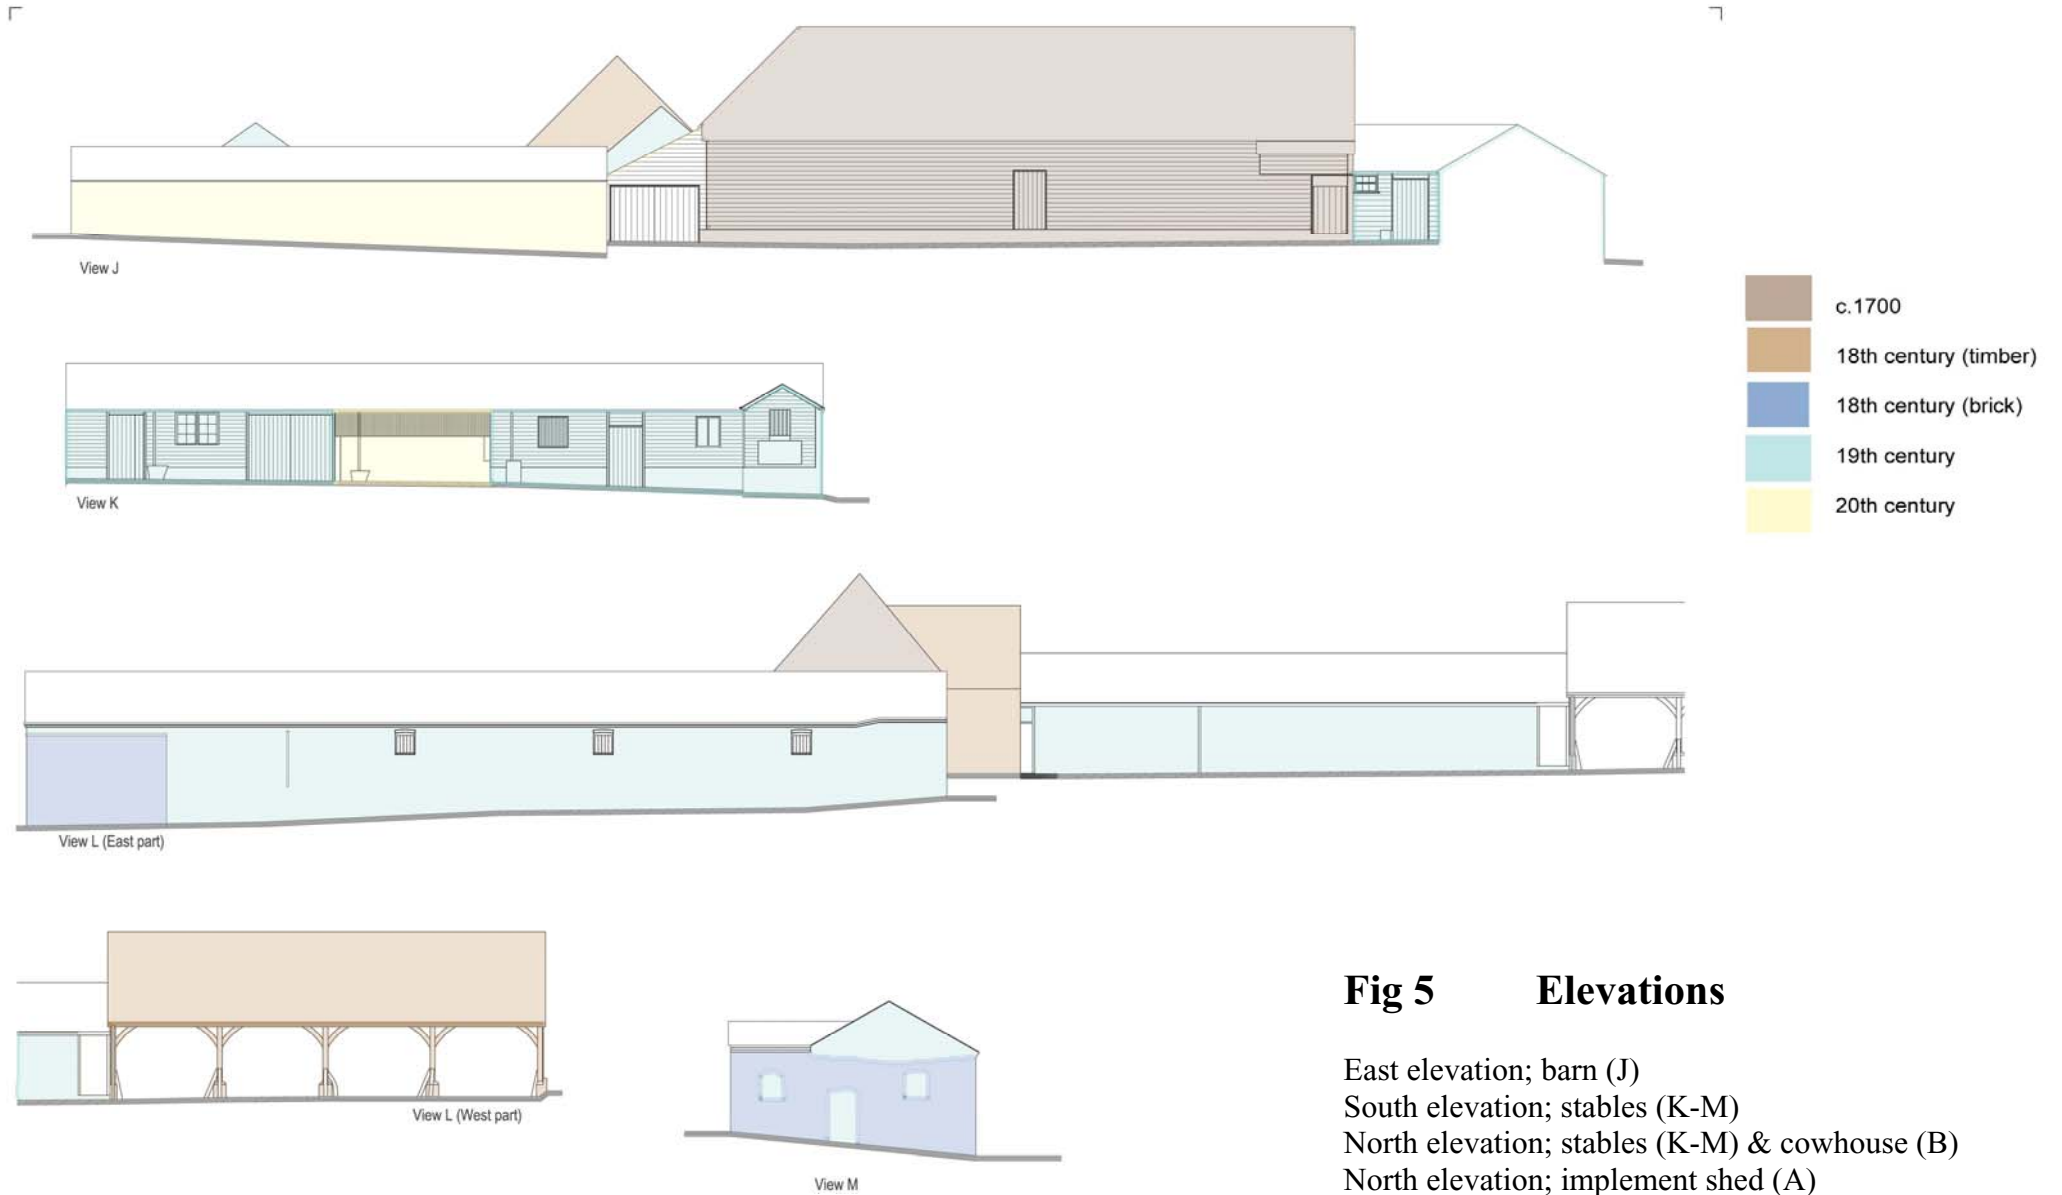 View J
c.1700
18th century (timber)
18th century (brick)
19th century
20th century
View K
View L (East part)
View L (West part)
View M
Fig 5 Elevations
East elevation; barn (J)
South elevation; stables (K-M)
North elevation; stables (K-M) & cowhouse (B)
North elevation; implement shed (A)